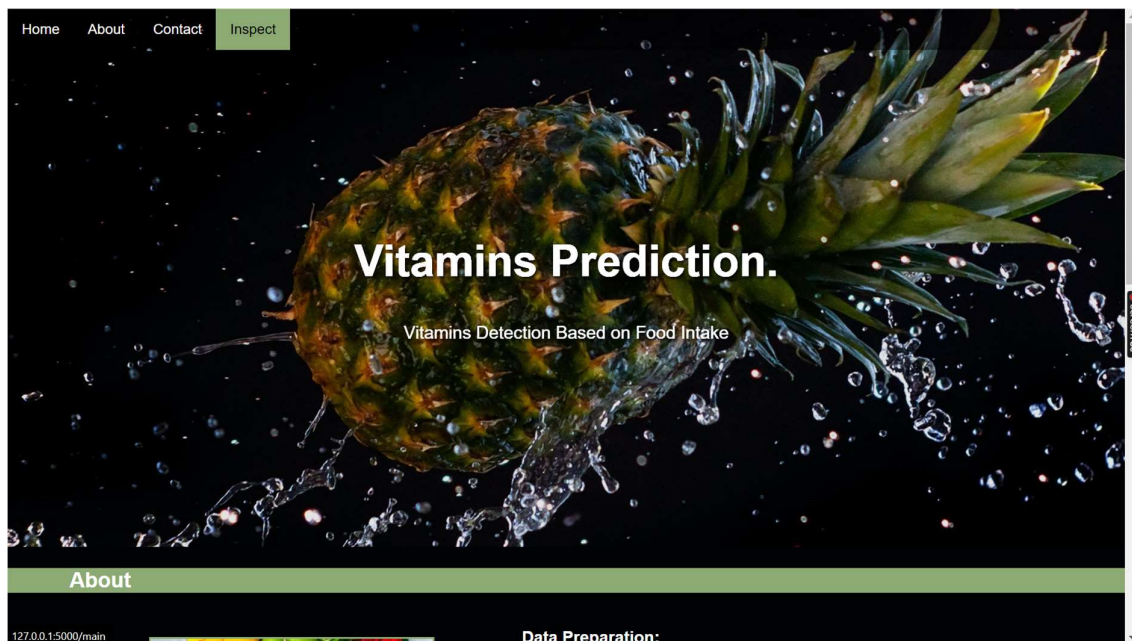 Home About Contact Inspect
Vitamins Prediction.
Vitamins Detection Based on Food Intake
About
Data Preparation:
127.0.0.1:5000/main